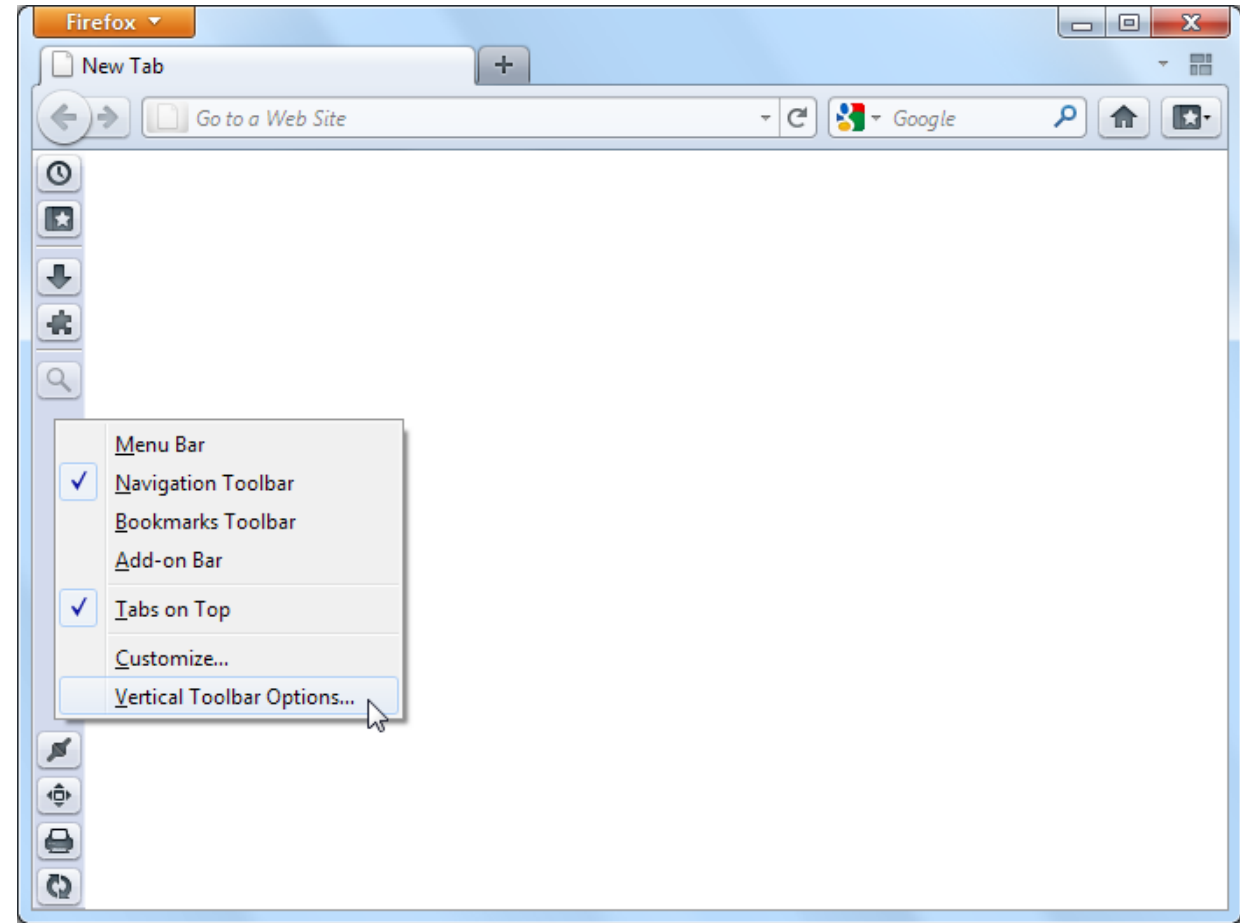 Firefox
New Tab
Go to a Web Site
Google
Menu Bar
Navigation Toolbar
Bookmarks Toolbar
Add-on Bar
Tabs on Top
Customize...
Vertical Toolbar Options...